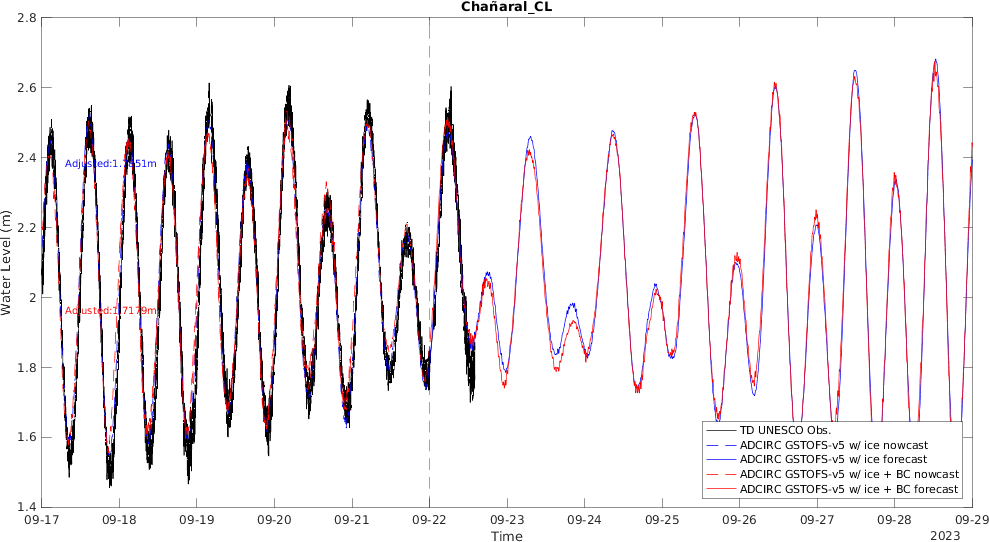 Chañaral_CL
2.8
2.6
2.4
2.2
2
1.8
1.6
1.4
Water Level (m)
Adjusted:1.7851m
Adjusted:1.7179m
TD UNESCO Obs.
ADCIRC GSTOFS-v5 w/ ice nowcast
ADCIRC GSTOFS-v5 w/ ice forecast
ADCIRC GSTOFS-v5 w/ ice + BC nowcast
ADCIRC GSTOFS-v5 w/ ice + BC forecast
09-17 09-18 09-19 09-20 09-21 09-22 09-23 09-24 09-25 09-26 09-27 09-28 09-29
Time
2023